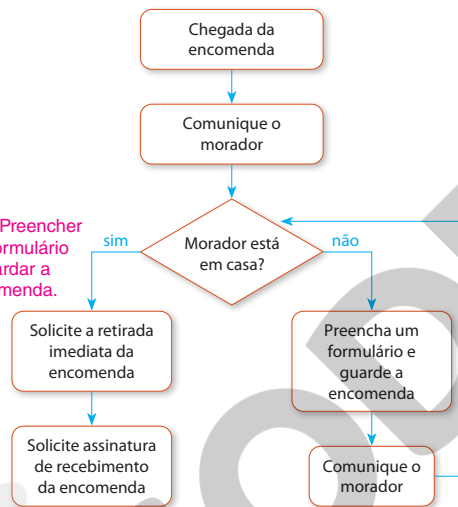 Chegada da
encomenda
Comunique o
morador
Preencher
ormulário
ardar a
menda.
sim
Morador está
em casa?
não
Solicite a retirada
imediata da
encomenda
Preencha um
formulário e
guarde a
encomenda
Solicite assinatura
de recebimento
da encomenda
Comunique o
morador